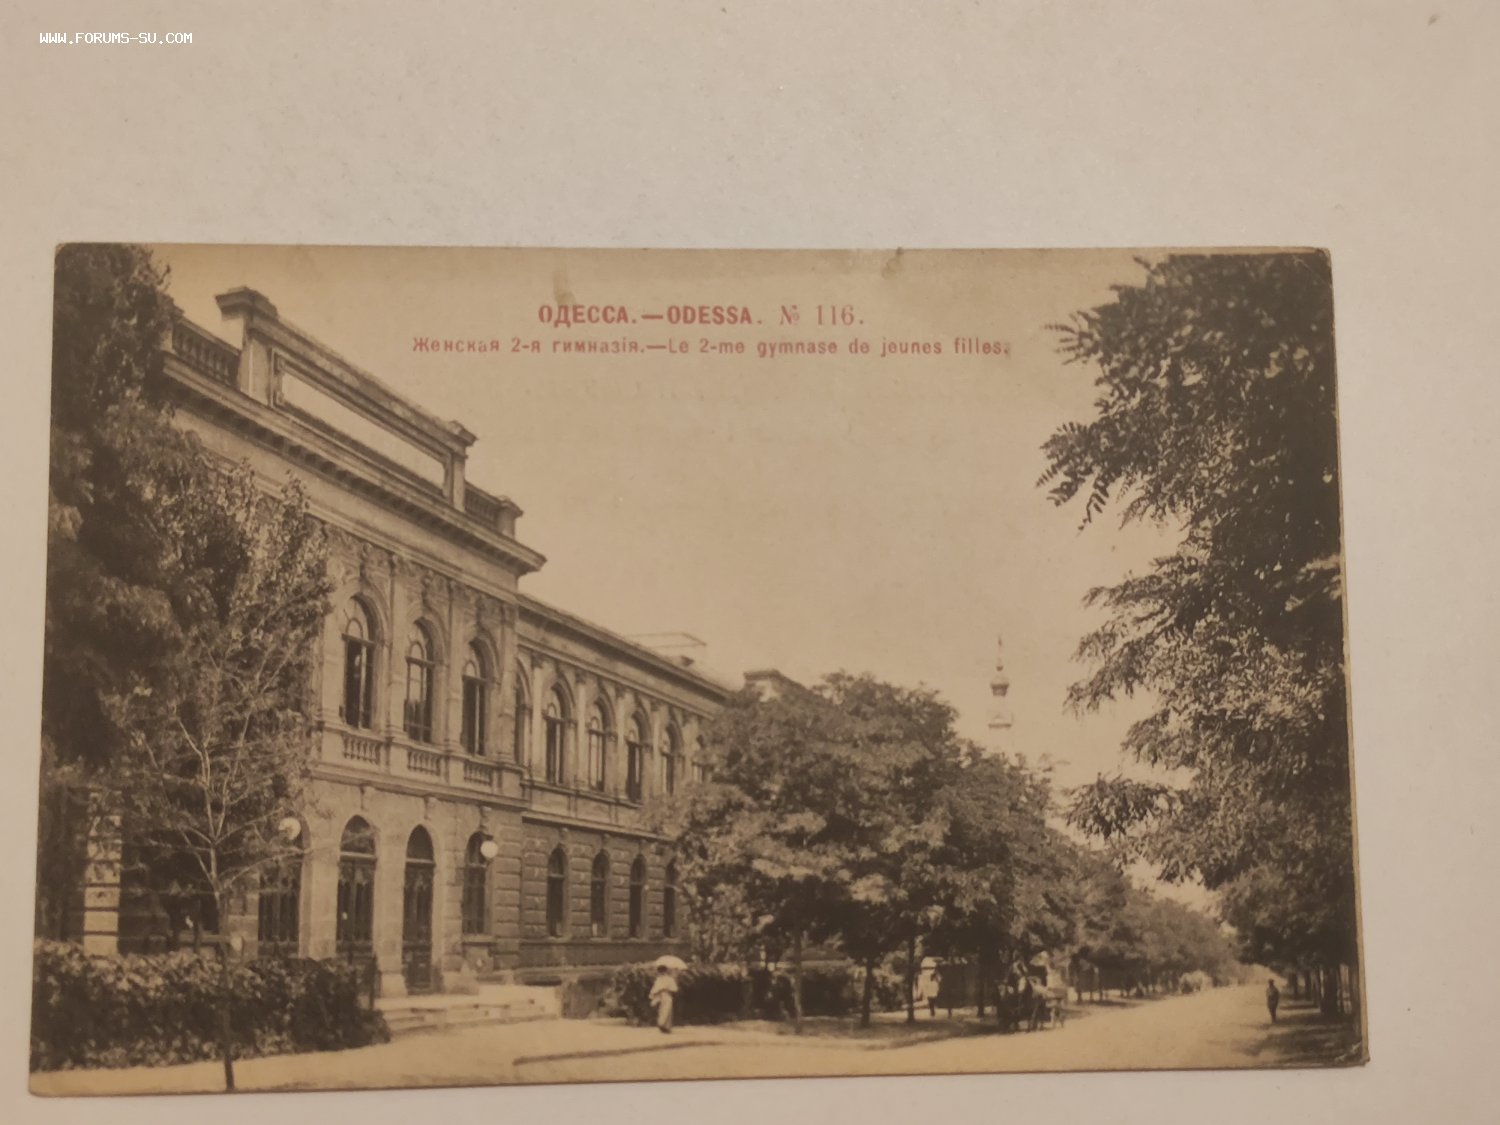 WWW.FORUMS-SU.COM
ОДЕССА.—ODESSA. № 116.
Женская 2-я гимназія.—Le 2-me gymnase de jeunes filles.